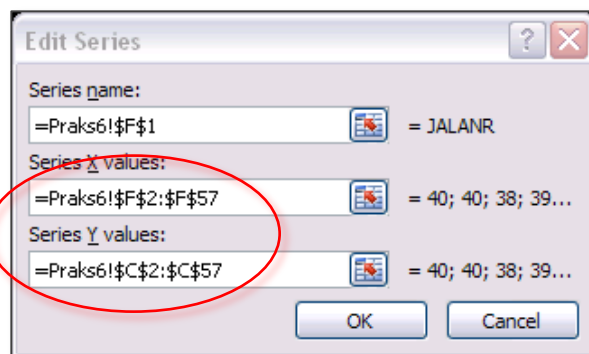 Edit Series
?
Series name:
=Praks6!$F$1 = JALANR
Series X values:
=Praks6!$F$2:$F$57 = 40; 40; 38; 39...
Series Y values:
=Praks6!$C$2:$C$57 = 40; 40; 38; 39...
OK Cancel